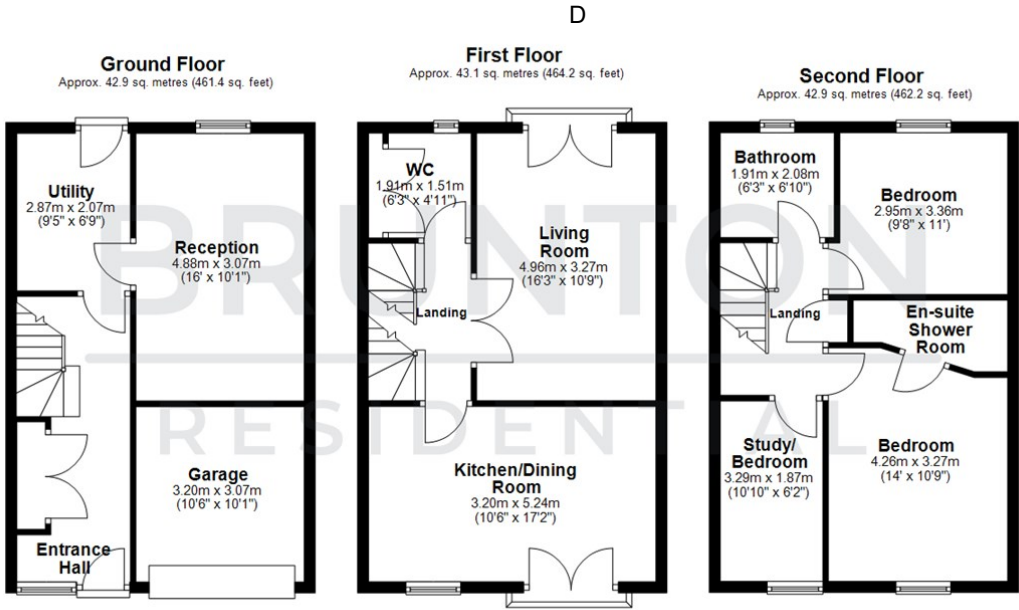 D
Ground Floor
Approx. 42.9 sq. metres (461.4 sq. feet)
Utility
2.87m x 2.07m
(9'5" x 6'9")
Reception
4.88m x 3.07m
(16' x 10'1")
Garage
3.20m x 3.07m
(10'6" x 10'1")
Entrance
Hall
First Floor
Approx. 43.1 sq. metres (464.2 sq. feet)
WC
1.91m x 1.51m
(6'3" x 4'11")
Living
Room
4.96m x 3.27m
(16'3" x 10'9")
Landing
Kitchen/Dining
Room
3.20m x 5.24m
(10'6" x 17'2")
Second Floor
Approx. 42.9 sq. metres (462.2 sq. feet)
Bathroom
1.91m x 2.08m
(6'3" x 6'10")
Bedroom
2.95m x 3.36m
(9'8" x 11')
Landing
En-suite
Shower
Room
Study/
Bedroom
3.29m x 1.87m
(10'10" x 6'2")
Bedroom
4.26m x 3.27m
(14' x 10'9")
BRUNTON
RESIDENTIAL